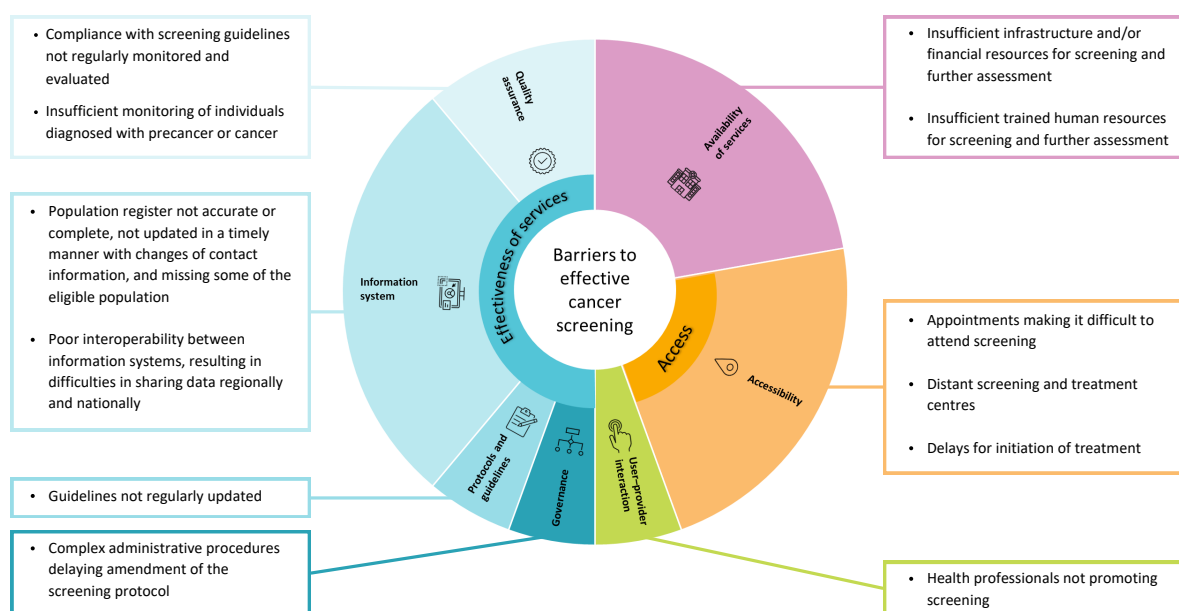 • Compliance with screening guidelines
not regularly monitored and
evaluated
• Insufficient monitoring of individuals
diagnosed with precancer or cancer
• Population register not accurate or
complete, not updated in a timely
manner with changes of contact
information, and missing some of the
eligible population
• Poor interoperability between
information systems, resulting in
difficulties in sharing data regionally
and nationally
• Guidelines not regularly updated
• Complex administrative procedures
delaying amendment of the
screening protocol
Quality
assurance
Information
system
Protocols and
guidelines
Governance
Effectiveness of services
Barriers to
effective
cancer
screening
Access
Availability
of services
Accessibility
User–provider
interaction
• Insufficient infrastructure and/or
financial resources for screening and
further assessment
• Insufficient trained human resources
for screening and further assessment
• Appointments making it difficult to
attend screening
• Distant screening and treatment
centres
• Delays for initiation of treatment
• Health professionals not promoting
screening